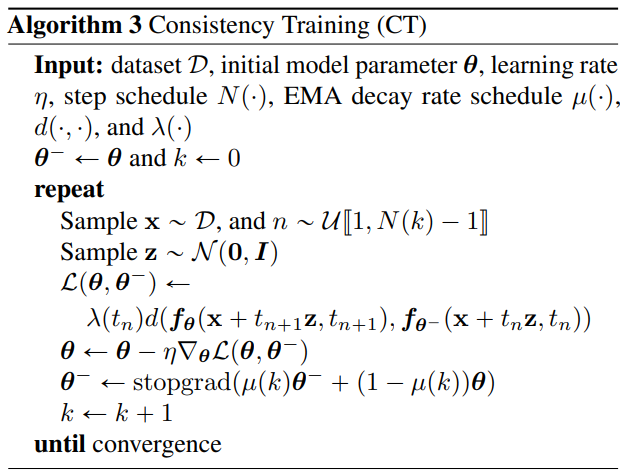 Algorithm 3 Consistency Training (CT)
Input: dataset 𝒟, initial model parameter 𝜽, learning rate
η, step schedule N(·), EMA decay rate schedule μ(·),
d(·,·), and λ(·)
𝜽⁻ ← 𝜽 and k ← 0
repeat
Sample 𝐱 ∼ 𝒟, and n ∼ 𝒰⟦1, N(k) − 1⟧
Sample 𝐳 ∼ 𝒩(𝟎, 𝑰)
ℒ(𝜽, 𝜽⁻) ←
λ(tₙ)d(𝒇_𝜽(𝐱 + tₙ₊₁𝐳, tₙ₊₁), 𝒇_𝜽⁻(𝐱 + tₙ𝐳, tₙ))
𝜽 ← 𝜽 − η∇_𝜽ℒ(𝜽, 𝜽⁻)
𝜽⁻ ← stopgrad(μ(k)𝜽⁻ + (1 − μ(k))𝜽)
k ← k + 1
until convergence